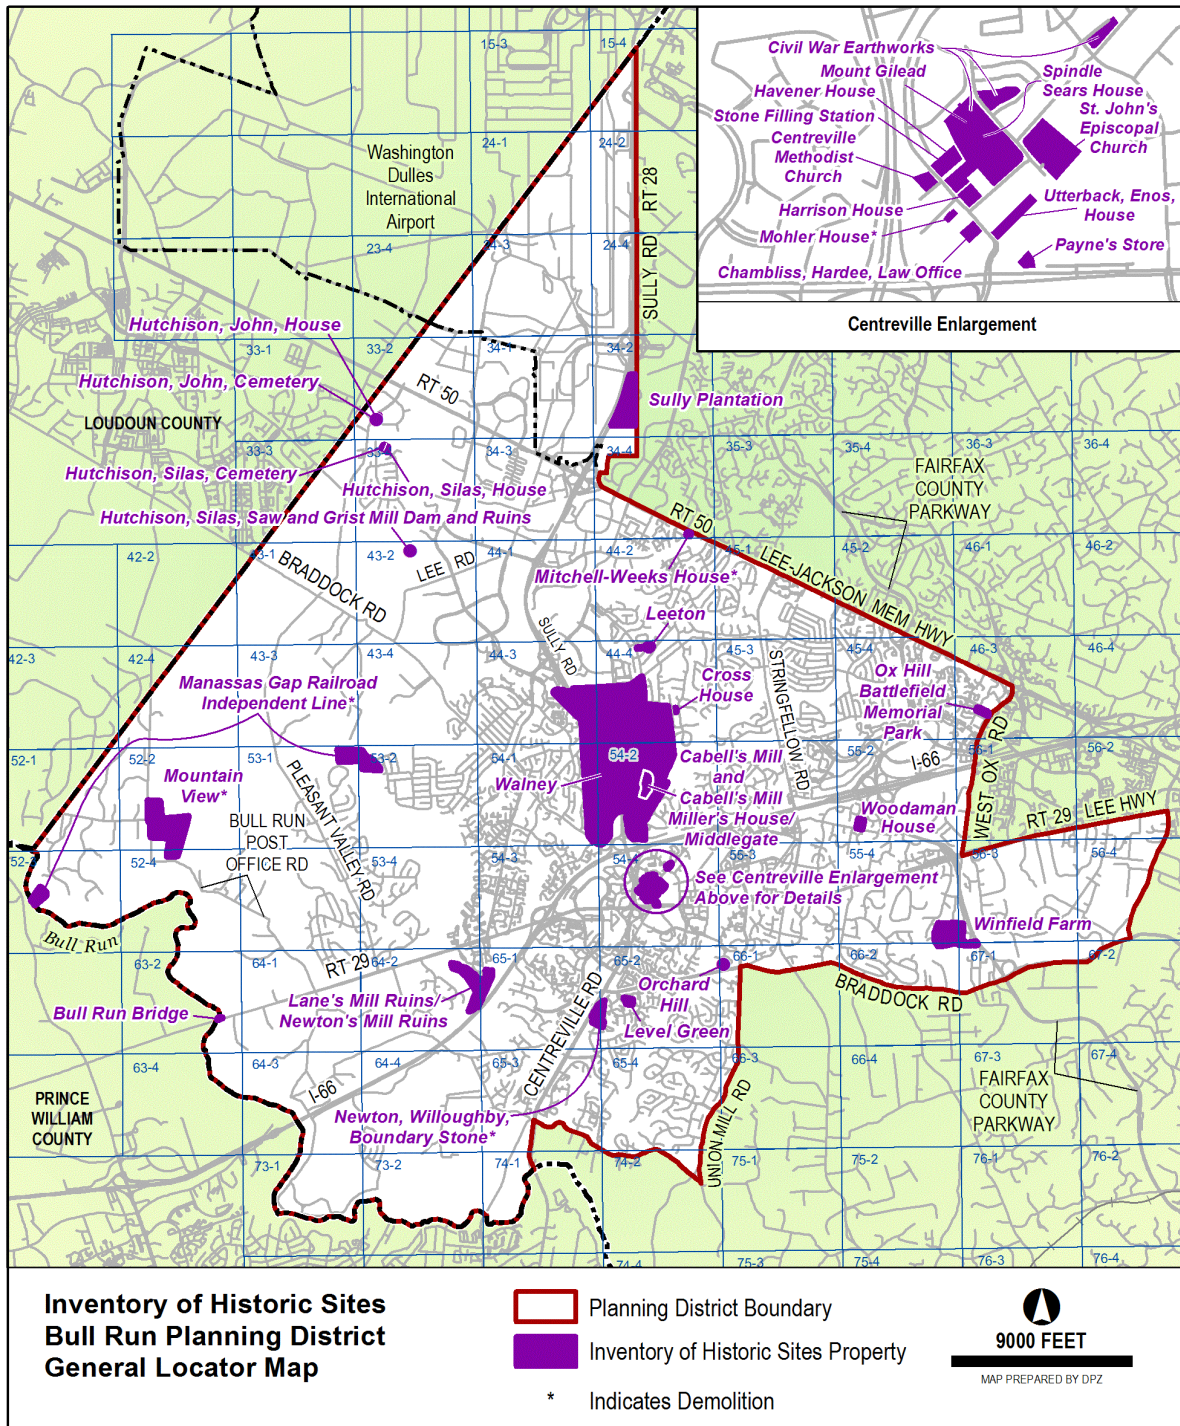 15-3
15-4
Civil War Earthworks
Mount Gilead
Havener House
Stone Filling Station
Centreville
Methodist
Church
Harrison House
Mohler House*
Chambliss, Hardee, Law Office
Spindle
Sears House
St. John's
Episcopal
Church
Utterback, Enos,
House
Payne's Store
Centreville Enlargement
24-1
24-2
Washington
Dulles
International
Airport
23-4
24-3
24-4
SULLY RD RT 28
Hutchison, John, House
33-1
33-2
34-1
34-2
Hutchison, John, Cemetery
RT 50
Sully Plantation
LOUDOUN COUNTY
33-3
34-3
34-4
35-3
35-4
36-3
36-4
Hutchison, Silas, Cemetery
Hutchison, Silas, House
FAIRFAX
COUNTY
PARKWAY
Hutchison, Silas, Saw and Grist Mill Dam and Ruins
RT 50
42-2
43-1
43-2
44-1
44-2
45-1
45-2
46-1
46-2
BRADDOCK RD
LEE RD
LEE-JACKSON MEM HWY
Mitchell-Weeks House*
Leeton
SULLY RD
42-3
42-4
43-3
43-4
44-3
44-4
45-3
45-4
46-3
46-4
STRINGFELLOW RD
Manassas Gap Railroad
Independent Line*
Cross
House
Ox Hill
Battlefield
Memorial
Park
52-1
52-2
53-1
53-2
54-1
54-2
55-2
56-1
56-2
I-66
WEST OX RD
Mountain
View*
PLEASANT VALLEY RD
Walney
Cabell's Mill
and
Cabell's Mill
Miller's House/
Middlegate
Woodaman
House
RT 29 LEE HWY
BULL RUN
POST
OFFICE RD
52-3
52-4
53-4
54-3
54-4
55-3
55-4
56-3
56-4
See Centreville Enlargement
Above for Details
Winfield Farm
Bull Run
63-2
64-1
RT 29
64-2
65-1
65-2
66-1
66-2
67-1
67-2
Lane's Mill Ruins/
Newton's Mill Ruins
CENTREVILLE RD
Orchard
Hill
Level Green
BRADDOCK RD
Bull Run Bridge
63-4
64-3
64-4
65-3
65-4
66-3
66-4
67-3
67-4
I-66
PRINCE
WILLIAM
COUNTY
Newton, Willoughby,
Boundary Stone*
UNION MILL RD
FAIRFAX
COUNTY
PARKWAY
73-1
73-2
74-1
74-2
75-1
75-2
76-1
76-2
74-4
75-3
75-4
76-3
76-4
Inventory of Historic Sites
Bull Run Planning District
General Locator Map
Planning District Boundary
Inventory of Historic Sites Property
* Indicates Demolition
9000 FEET
MAP PREPARED BY DPZ